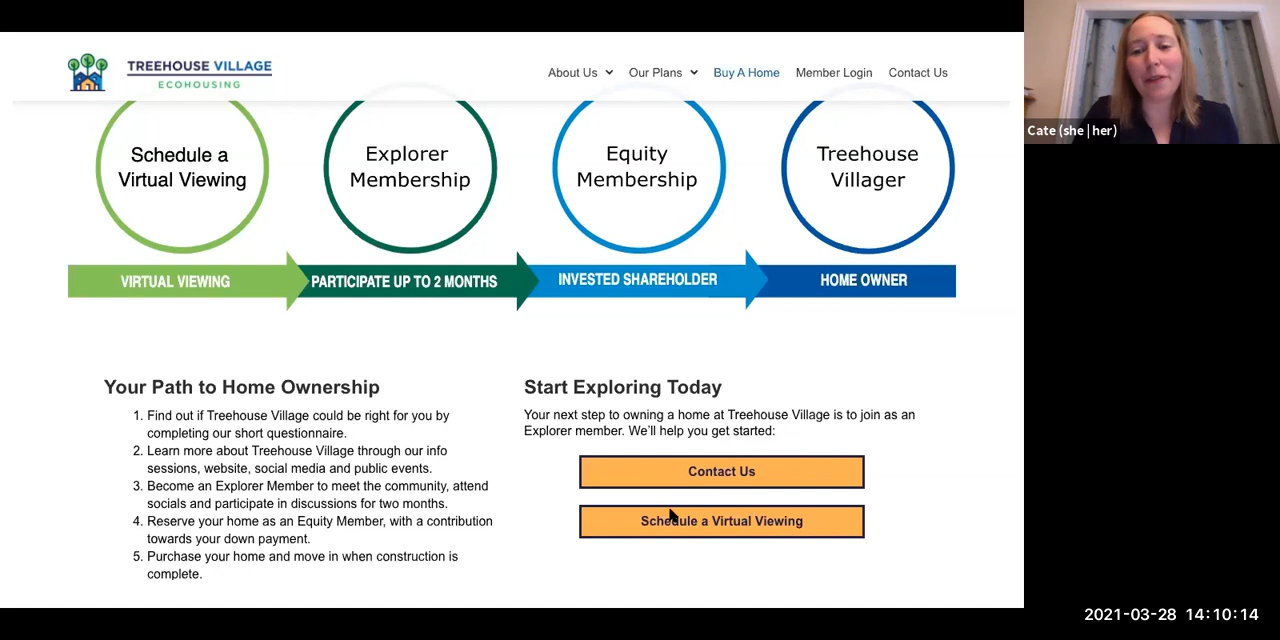 TREEHOUSE VILLAGE
ECOHOUSING
About Us
Our Plans
Buy A Home
Member Login
Contact Us
Cate (she | her)
Schedule a
Virtual Viewing
Explorer
Membership
Equity
Membership
Treehouse
Villager
VIRTUAL VIEWING
PARTICIPATE UP TO 2 MONTHS
INVESTED SHAREHOLDER
HOME OWNER
Your Path to Home Ownership
1. Find out if Treehouse Village could be right for you by
completing our short questionnaire.
2. Learn more about Treehouse Village through our info
sessions, website, social media and public events.
3. Become an Explorer Member to meet the community, attend
socials and participate in discussions for two months.
4. Reserve your home as an Equity Member, with a contribution
towards your down payment.
5. Purchase your home and move in when construction is
complete.
Start Exploring Today
Your next step to owning a home at Treehouse Village is to join as an
Explorer member. We'll help you get started:
Contact Us
Schedule a Virtual Viewing
2021-03-28 14:10:14